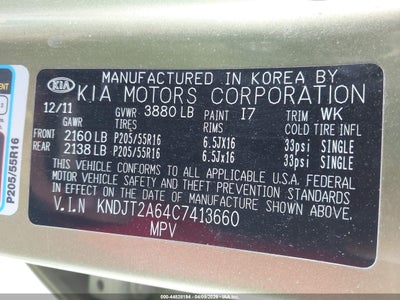 MANUFACTURED IN KOREA BY
KIA KIA MOTORS CORPORATION
12/11 GVWR 3880 LB PAINT I7 TRIM WK
GAWR TIRES RIMS COLD TIRE INFL
FRONT 2160 LB P205/55R16 6.5JX16 33psi SINGLE
REAR 2138 LB P205/55R16 6.5JX16 33psi SINGLE
THIS VEHICLE CONFORMS TO ALL APPLICABLE U.S.A FEDERAL
MOTOR VEHICLE SAFETY STANDARDS IN EFFECT ON THE DATE OF
MANUFACTURE SHOWN ABOVE.
V.I.N KNDJT2A64C7413660
MPV
P205/55R16